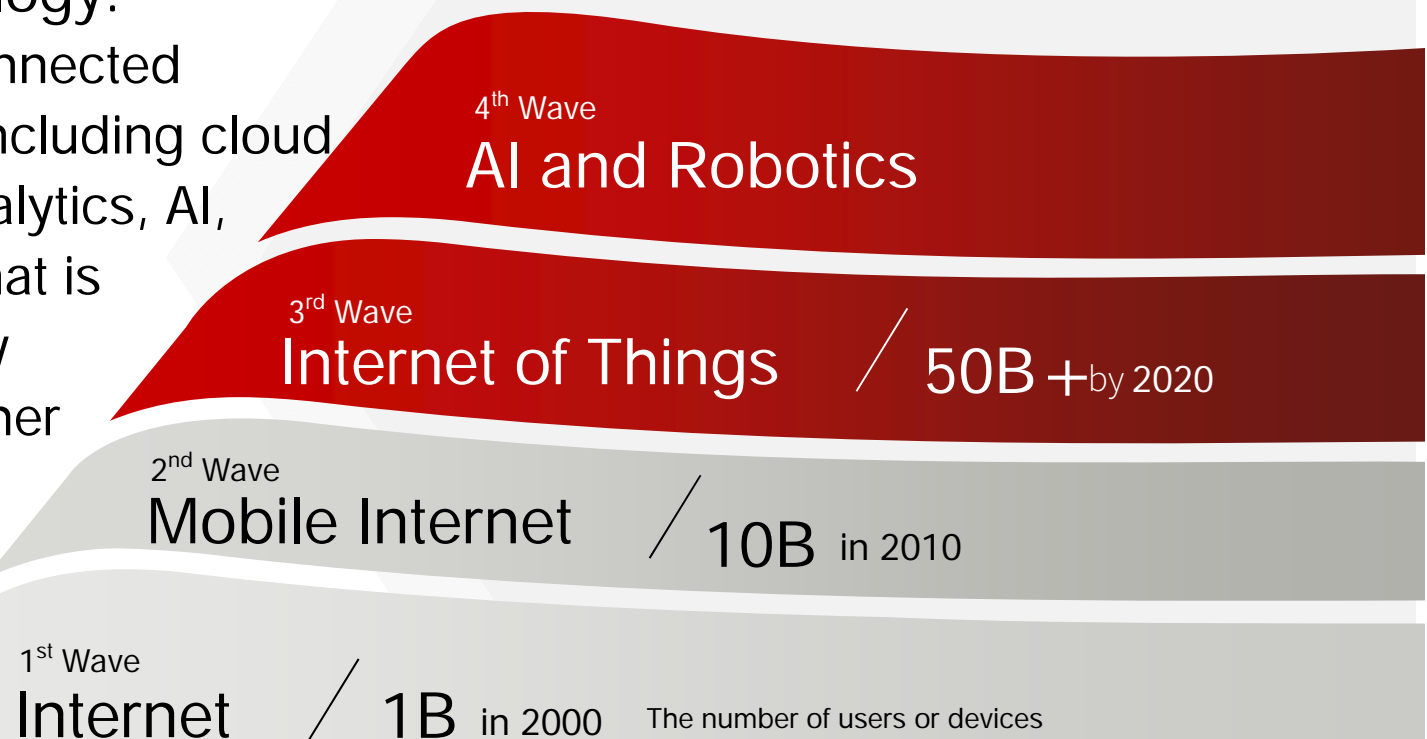 nnected
ncluding cloud
alytics, AI,
at is
ner
4th Wave
AI and Robotics
3rd Wave
Internet of Things / 50B +by 2020
2nd Wave
Mobile Internet / 10B in 2010
1st Wave
Internet / 1B in 2000 The number of users or devices